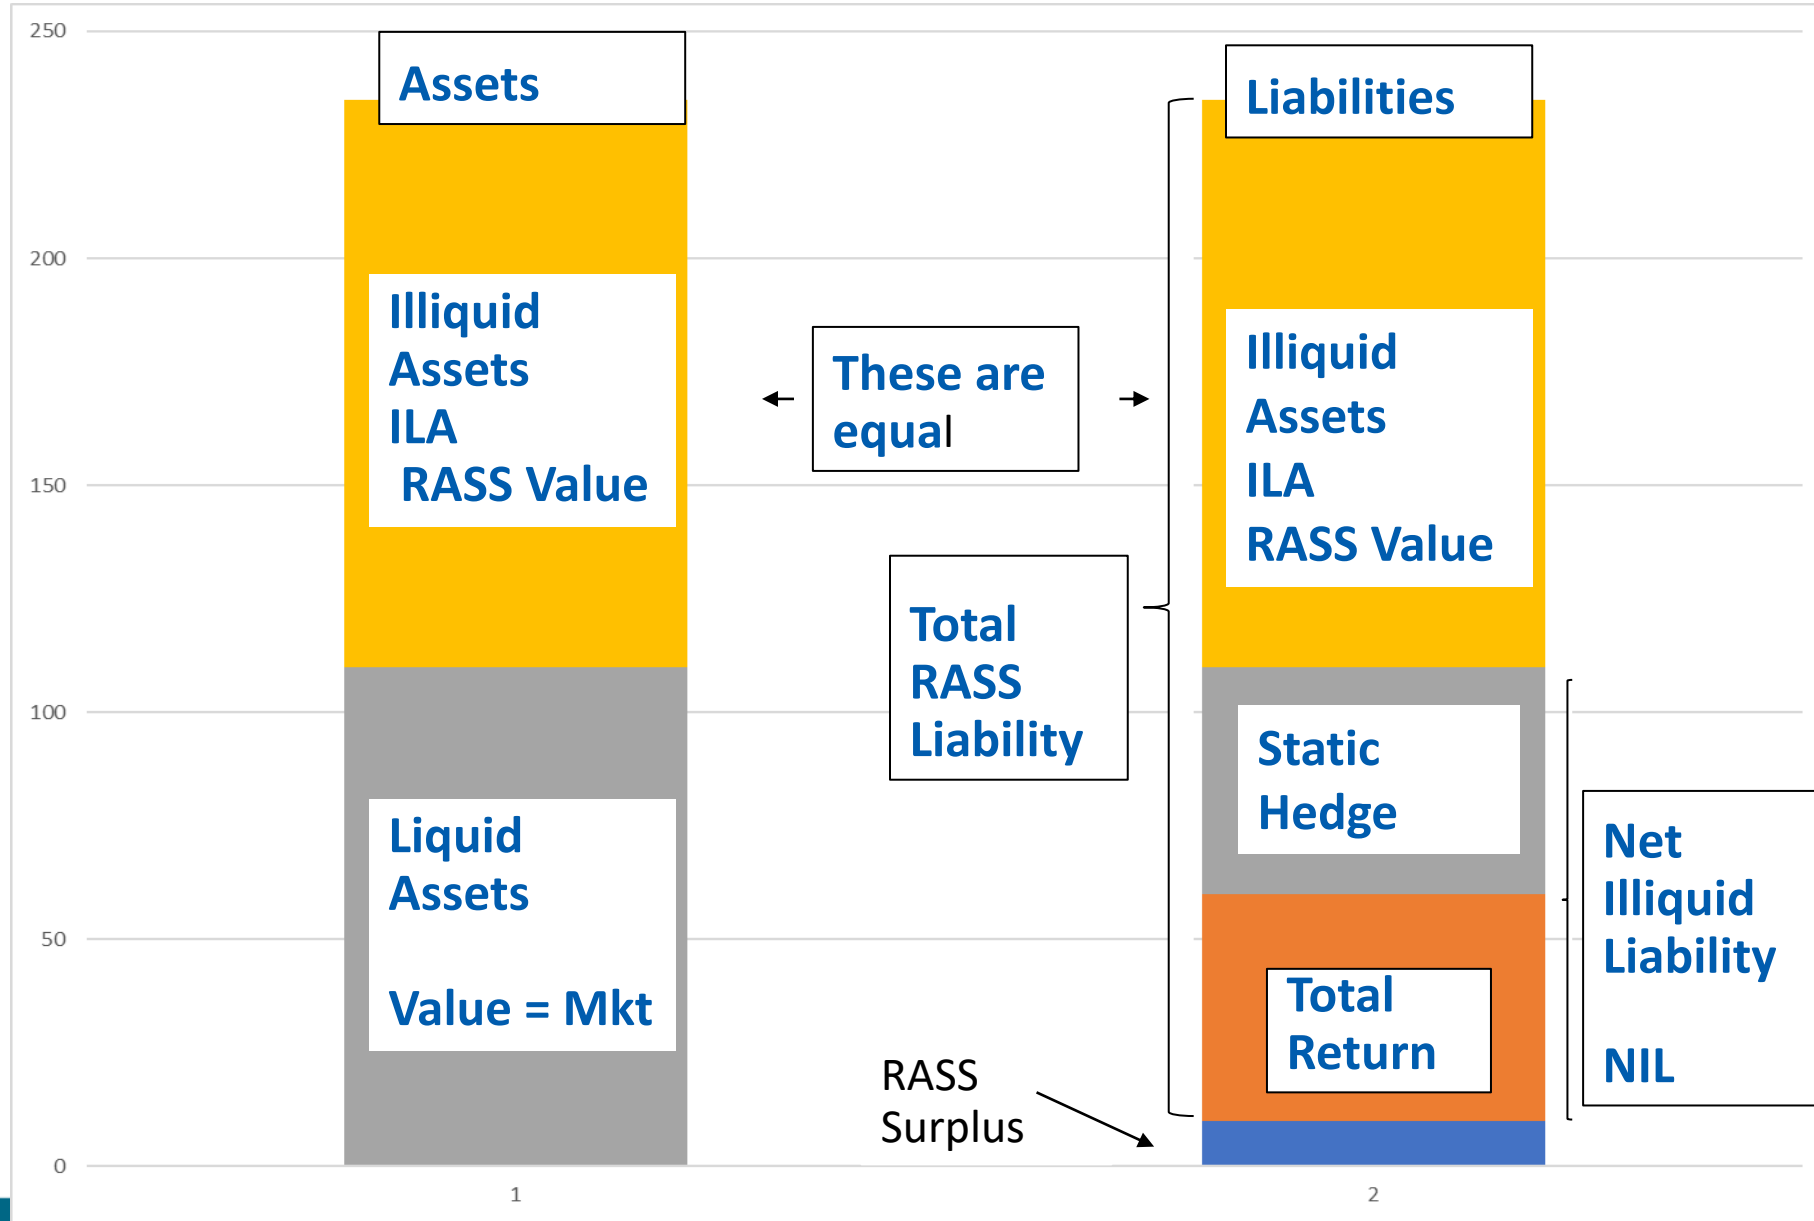 250
200
150
100
50
0
Assets
Illiquid
Assets
ILA
RASS Value
Liquid
Assets
Value = Mkt
These are
equal
Total
RASS
Liability
RASS
Surplus
Liabilities
Illiquid
Assets
ILA
RASS Value
Static
Hedge
Total
Return
Net
Illiquid
Liability
NIL
1
2